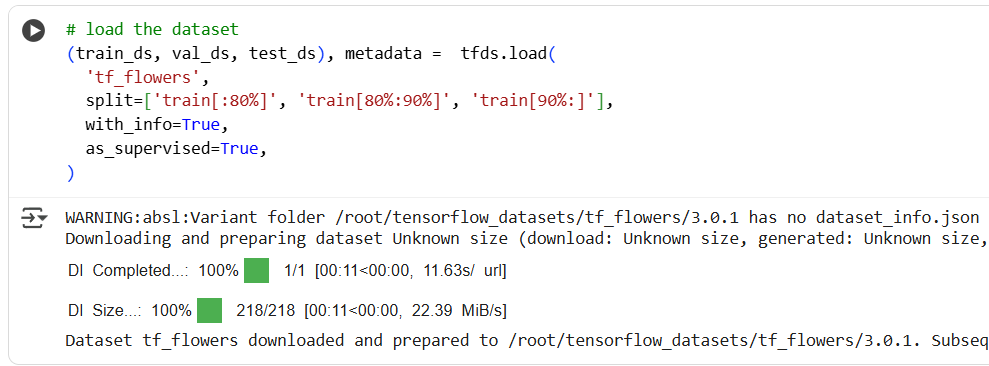 # load the dataset
(train_ds, val_ds, test_ds), metadata =  tfds.load(
  'tf_flowers',
  split=['train[:80%]', 'train[80%:90%]', 'train[90%:]'],
  with_info=True,
  as_supervised=True,
)
WARNING:absl:Variant folder /root/tensorflow_datasets/tf_flowers/3.0.1 has no dataset_info.json
Downloading and preparing dataset Unknown size (download: Unknown size, generated: Unknown size,
Dl Completed...: 100% 1/1 [00:11<00:00, 11.63s/ url]
Dl Size...: 100% 218/218 [00:11<00:00, 22.39 MiB/s]
Dataset tf_flowers downloaded and prepared to /root/tensorflow_datasets/tf_flowers/3.0.1. Subseq